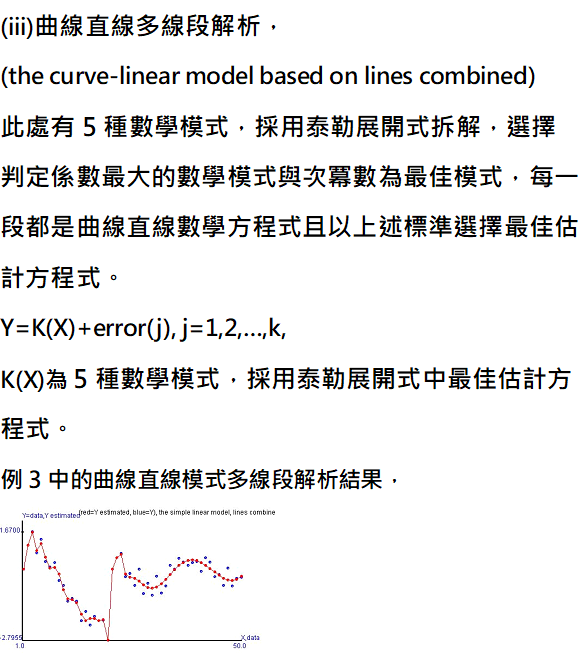 (iii)曲線直線多線段解析，
(the curve-linear model based on lines combined)
此處有 5 種數學模式，採用泰勒展開式拆解，選擇
判定係數最大的數學模式與次冪數為最佳模式，每一
段都是曲線直線數學方程式且以上述標準選擇最佳估
計方程式。
Y=K(X)+error(j), j=1,2,...,k,
K(X)為 5 種數學模式，採用泰勒展開式中最佳估計方
程式。
例 3 中的曲線直線模式多線段解析結果，
Y=data,Y estimated(red=Y estimated, blue=Y), the simple linear model, lines combine
1.6700
-2.7955
X,data
1.0 50.0